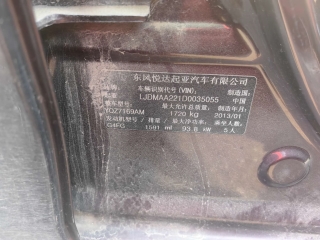 东风悦达起亚汽车有限公司
车辆识别代号(VIN):
LJDMAA221D0035055 中国
整车型号: 最大允许总质量: 制造年月:
YQZ7169AM 1720 kg 2013/01
发动机型号/排量/最大净功率: 乘坐人数:
G4FG 1591 ml 93.8 kW 5人